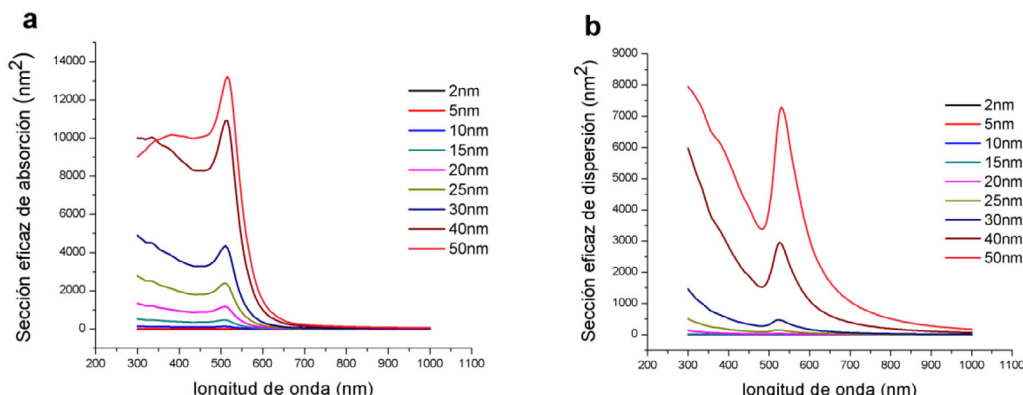 a
Sección eficaz de absorción (nm²)
14000
12000
10000
8000
6000
4000
2000
0
200 300 400 500 600 700 800 900 1000 1100
longitud de onda (nm)
2nm
5nm
10nm
15nm
20nm
25nm
30nm
40nm
50nm
b
Sección eficaz de dispersión (nm²)
9000
8000
7000
6000
5000
4000
3000
2000
1000
0
200 300 400 500 600 700 800 900 1000 1100
longitud de onda (nm)
2nm
5nm
10nm
15nm
20nm
25nm
30nm
40nm
50nm